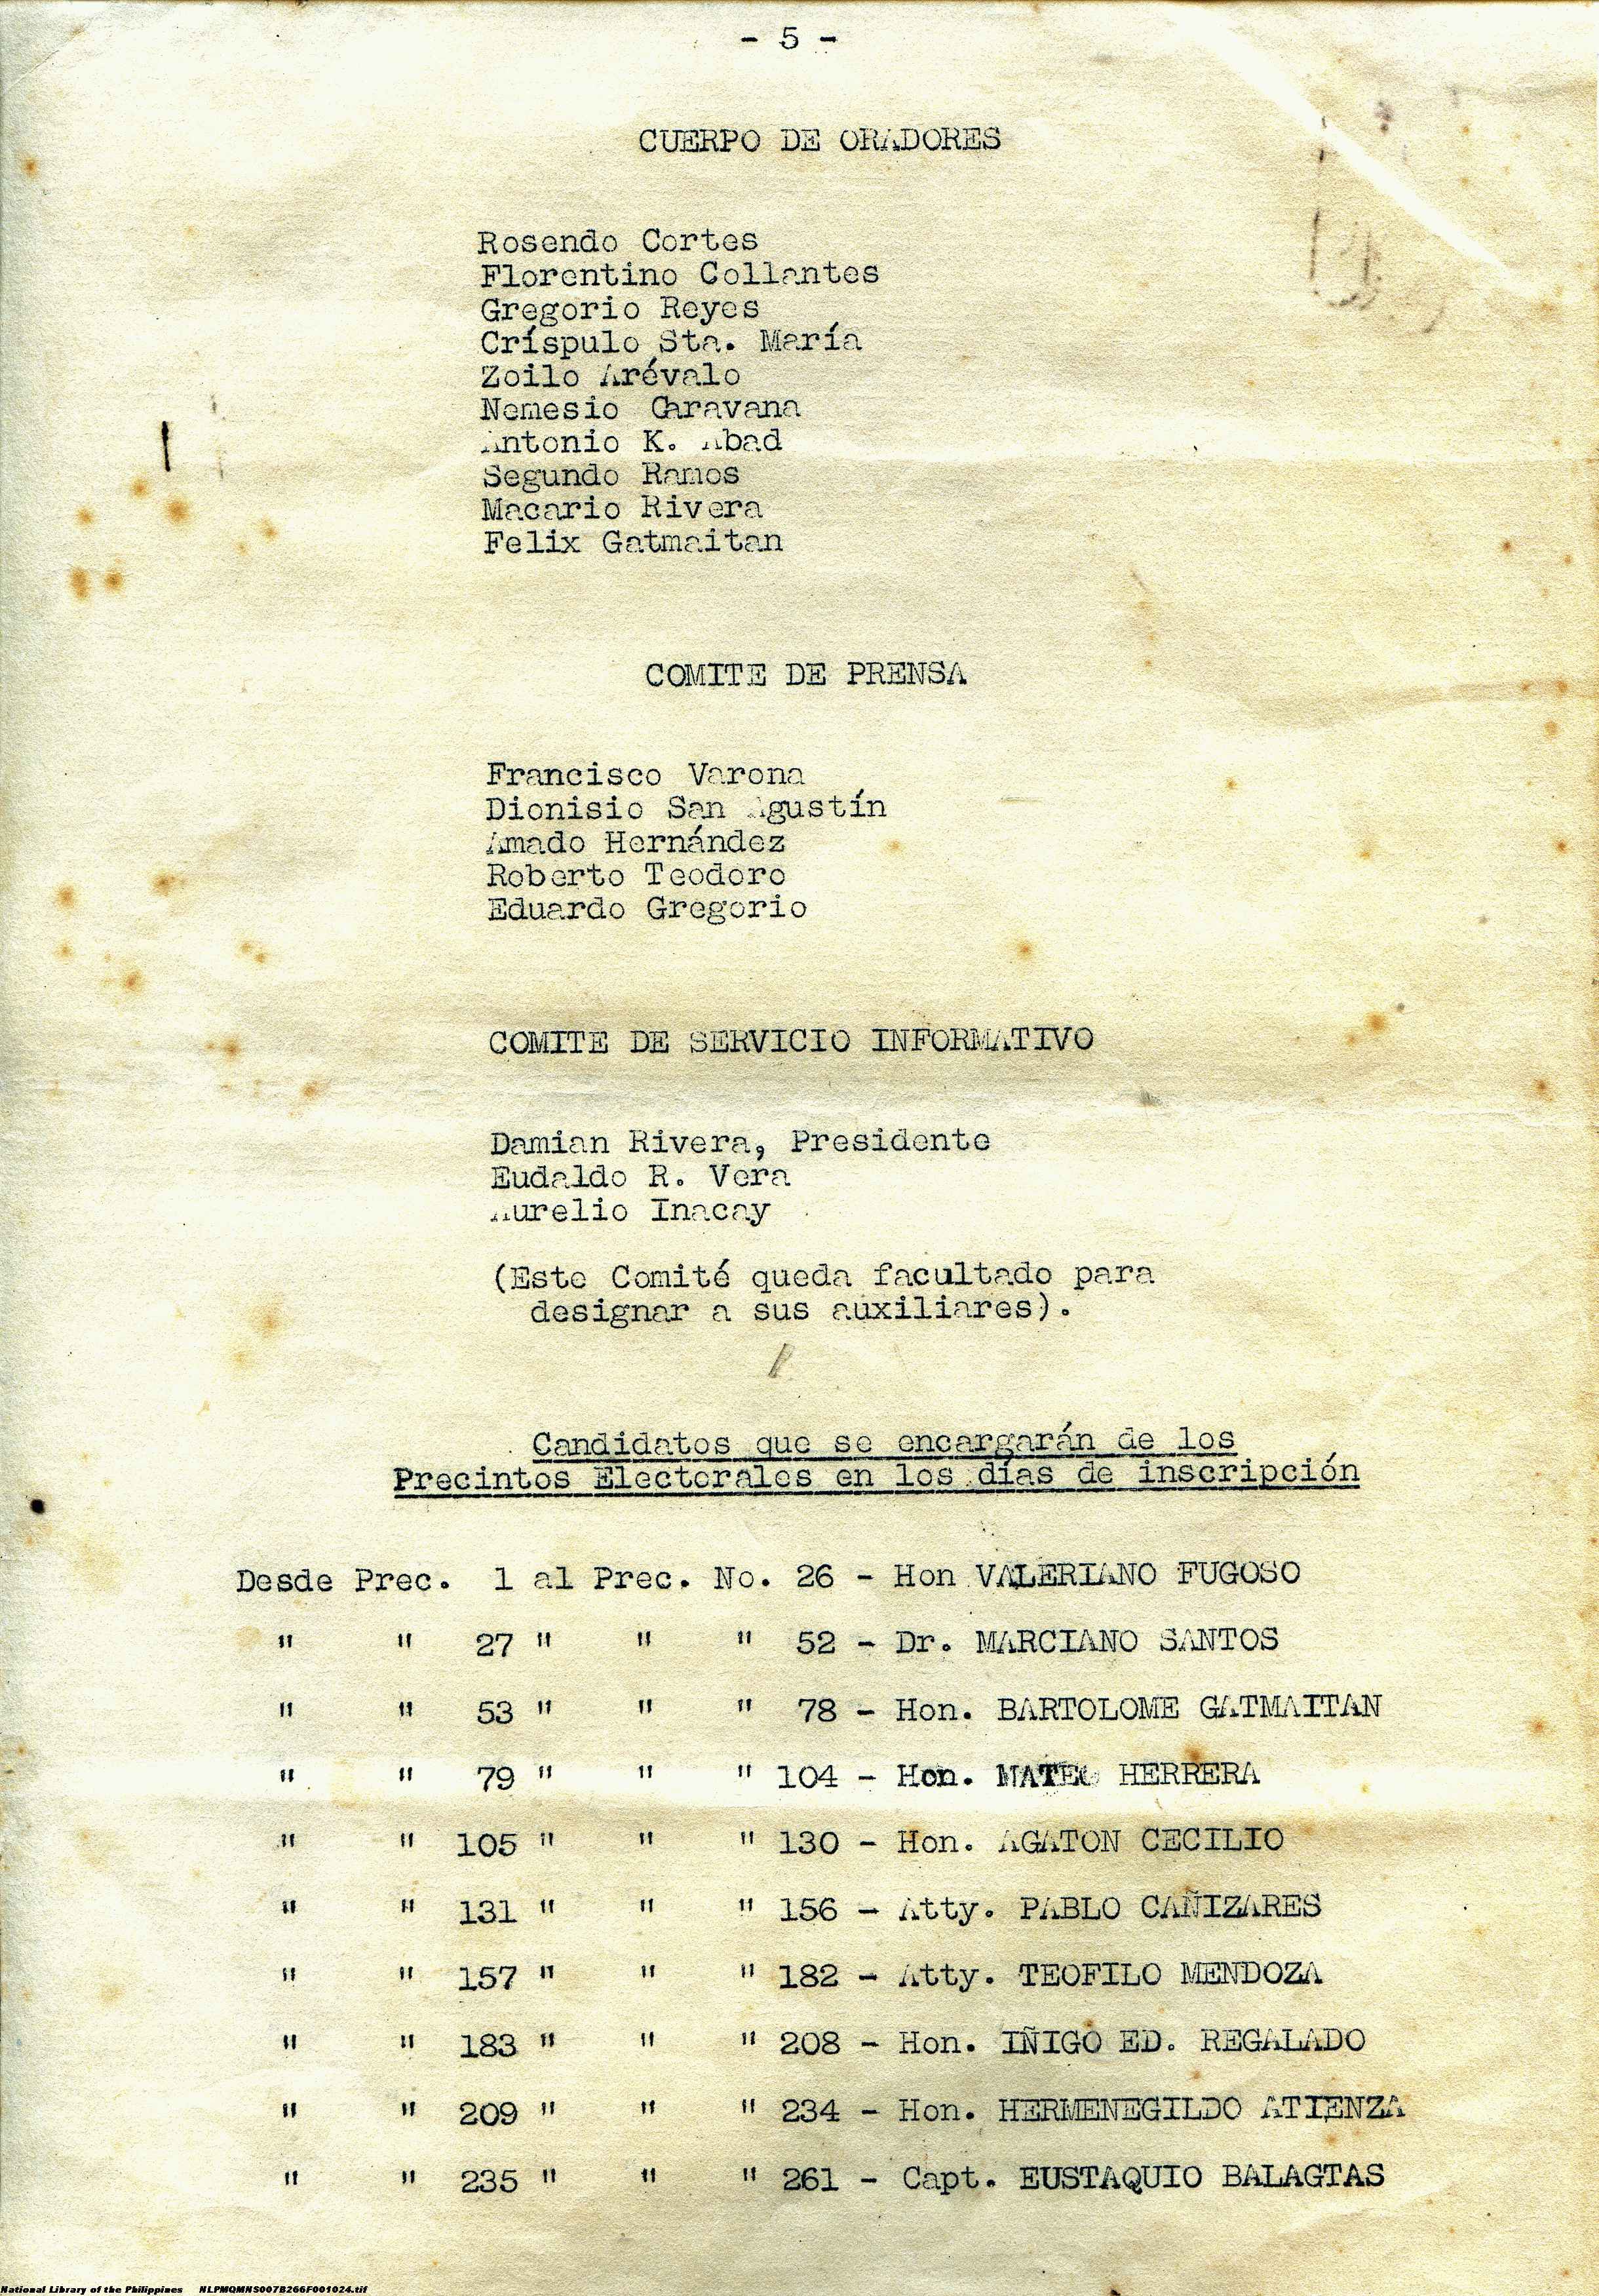 - 5 -
CUERPO DE ORADORES
Rosendo Cortes
Florentino Collantes
Gregorio Reyes
Críspulo Sta. María
Zoilo Arévalo
Nemesio Caravana
Antonio K. Abad
Segundo Ramos
Macario Rivera
Felix Gatmaitan
COMITE DE PRENSA
Francisco Varona
Dionisio San Agustín
Amado Hernández
Roberto Teodoro
Eduardo Gregorio
COMITE DE SERVICIO INFORMATIVO
Damian Rivera, Presidente
Eudaldo R. Vera
Aurelio Inacay
(Este Comité queda facultado para
designar a sus auxiliares).
Candidatos que se encargarán de los
Precintos Electorales en los días de inscripción
Desde Prec. 1 al Prec. No. 26 - Hon VALERIANO FUGOSO
" " 27 " " " 52 - Dr. MARCIANO SANTOS
" " 53 " " " 78 - Hon. BARTOLOME GATMAITAN
" " 79 " " " 104 - Hon. MATEO HERRERA
" " 105 " " " 130 - Hon. AGATON CECILIO
" " 131 " " " 156 - Atty. PABLO CAÑIZARES
" " 157 " " " 182 - Atty. TEOFILO MENDOZA
" " 183 " " " 208 - Hon. IÑIGO ED. REGALADO
" " 209 " " " 234 - Hon. HERMENEGILDO ATIENZA
" " 235 " " " 261 - Capt. EUSTAQUIO BALAGTAS
National Library of the Philippines NLPMQMNS007B266F001024.tif